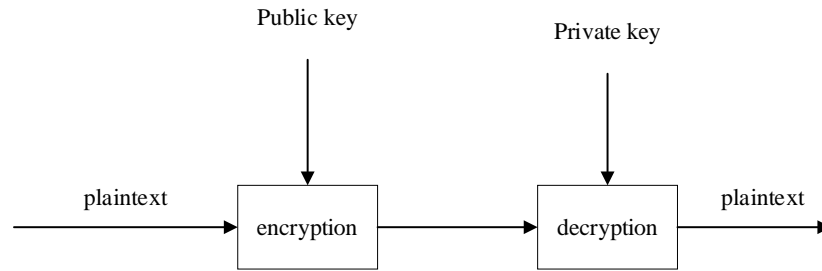 Public key
Private key
plaintext
encryption
decryption
plaintext